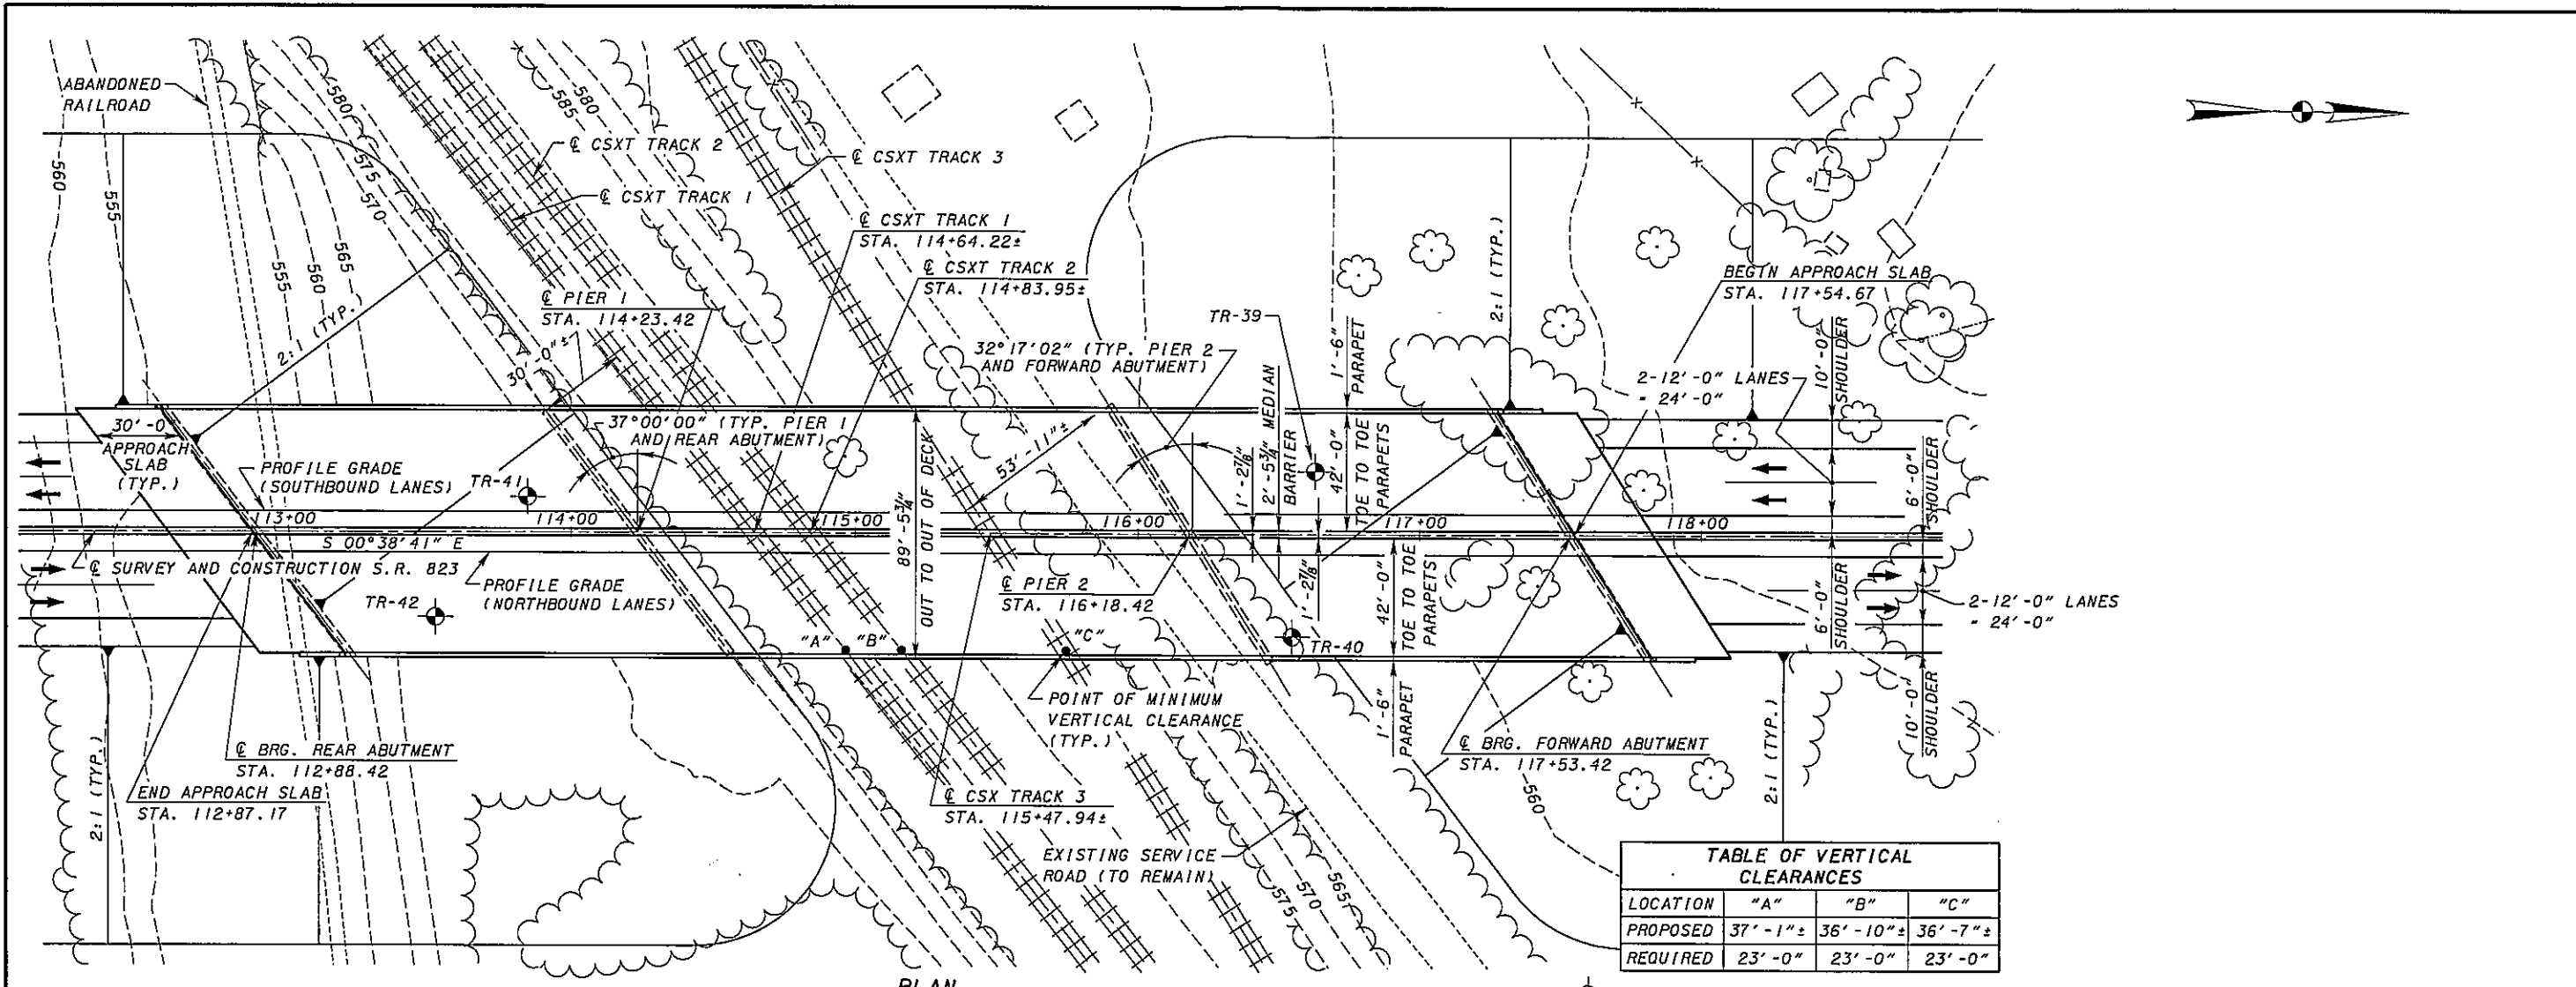 ABANDONED
RAILROAD
560
555
555
560
565
580
575
570
585
580
℄ CSXT TRACK 2
℄ CSXT TRACK 1
℄ CSXT TRACK 3
℄ CSXT TRACK 1
STA. 114+64.22±
℄ CSXT TRACK 2
STA. 114+83.95±
℄ PIER 1
STA. 114+23.42
2:1 (TYP.)
30'-0"±
37°00'00" (TYP. PIER 1
AND REAR ABUTMENT)
32°17'02" (TYP. PIER 2
AND FORWARD ABUTMENT)
TR-39
2:1 (TYP.)
BEGIN APPROACH SLAB
STA. 117+54.67
2-12'-0" LANES
= 24'-0"
10'-0"
SHOULDER
6'-0"
SHOULDER
1'-6"
PARAPET
42'-0"
TOE TO TOE
PARAPETS
1'-2⅞"
2'-5¾" MEDIAN
BARRIER
53'-11"±
89'-5¾"
OUT TO OUT OF DECK
30'-0
APPROACH
SLAB
(TYP.)
PROFILE GRADE
(SOUTHBOUND LANES)
TR-41
113+00
114+00
115+00
116+00
117+00
118+00
S 00°38'41" E
℄ SURVEY AND CONSTRUCTION S.R. 823
PROFILE GRADE
(NORTHBOUND LANES)
TR-42
"A"
"B"
"C"
℄ PIER 2
STA. 116+18.42
1'-2⅞"
42'-0"
TOE TO TOE
PARAPETS
TR-40
1'-6"
PARAPET
6'-0"
SHOULDER
10'-0"
SHOULDER
2-12'-0" LANES
= 24'-0"
POINT OF MINIMUM
VERTICAL CLEARANCE
(TYP.)
℄ BRG. REAR ABUTMENT
STA. 112+88.42
END APPROACH SLAB
STA. 112+87.17
2:1 (TYP.)
℄ CSX TRACK 3
STA. 115+47.94±
℄ BRG. FORWARD ABUTMENT
STA. 117+53.42
2:1 (TYP.)
EXISTING SERVICE
ROAD (TO REMAIN)
575
570
565
560
TABLE OF VERTICAL
CLEARANCES
LOCATION "A" "B" "C"
PROPOSED 37'-1"± 36'-10"± 36'-7"±
REQUIRED 23'-0" 23'-0" 23'-0"
PLAN